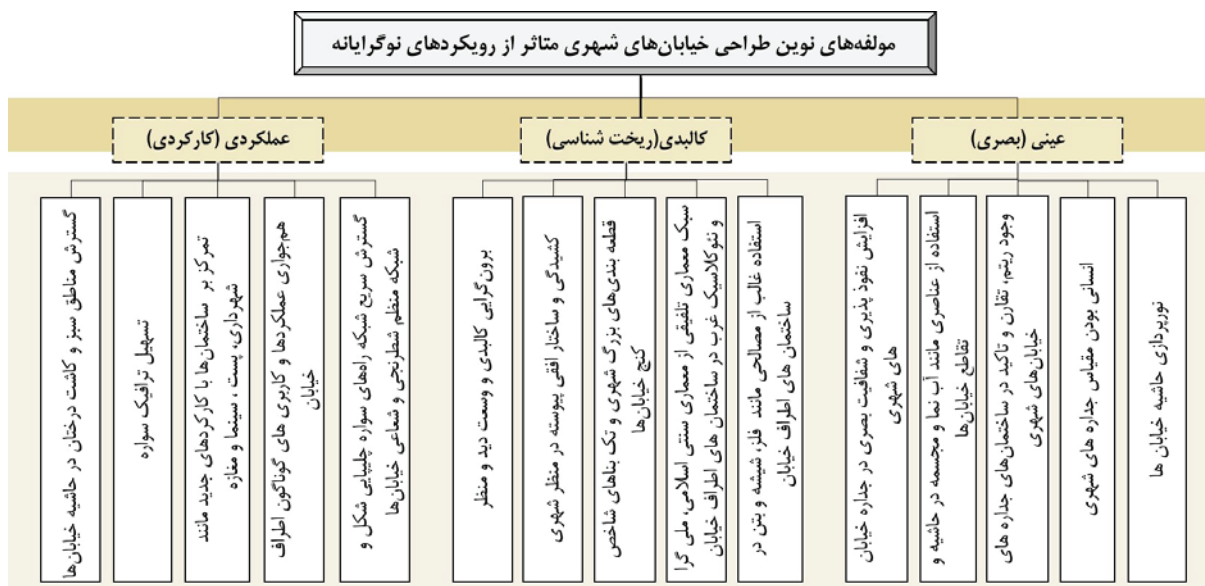 مولفه‌های نوین طراحی خیابان‌های شهری متاثر از رویکردهای نوگرایانه
عینی (بصری)
نورپردازی حاشیه خیابان ها
انسانی بودن مقیاس جداره های شهری
وجود ریتم، تقارن و تاکید در ساختمان‌های جداره های
خیابان‌های شهری
استفاده از عناصری مانند آب نما و مجسمه در حاشیه و
تقاطع خیابان‌ها
افزایش نفوذ پذیری و شفافیت بصری در جداره خیابان
های شهری
کالبدی(ریخت شناسی)
استفاده غالب از مصالحی مانند فلز، شیشه و بتن در
ساختمان های اطراف خیابان
سبک معماری تلفیقی از معماری سنتی اسلامی، ملی گرا
و نئوکلاسیک غرب در ساختمان های اطراف خیابان
قطعه بندی‌های بزرگ شهری و تک بناهای شاخص
کنج خیابان‌ها
کشیدگی و ساختار افقی پیوسته در منظر شهری
برون‌گرایی کالبدی و وسعت دید و منظر
عملکردی (کارکردی)
گسترش سریع شبکه راه‌های سواره چلیپایی شکل و
شبکه منظم شطرنجی و شعاعی خیابان‌ها
هم‌جواری عملکردها و کاربری های گوناگون اطراف
خیابان
تمرکز بر ساختمان‌ها با کارکردهای جدید مانند
شهرداری، پست ، سینما و مغازه
تسهیل ترافیک سواره
گسترش مناطق سبز و کاشت درختان در حاشیه خیابان‌ها